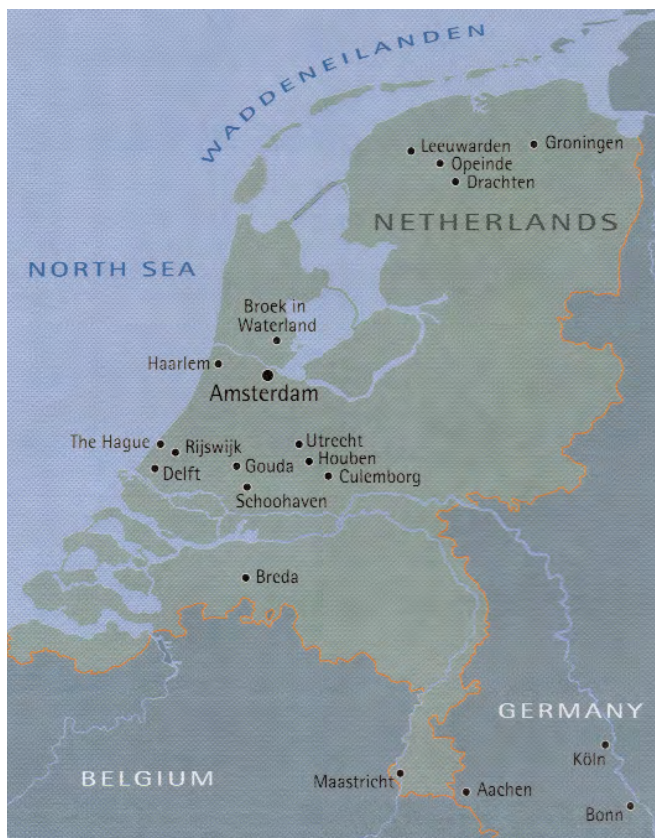 WADDENEILANDEN
Leeuwarden
Groningen
Opeinde
Drachten
NETHERLANDS
NORTH SEA
Broek in
Waterland
Haarlem
Amsterdam
The Hague
Rijswijk
Utrecht
Delft
Gouda
Houben
Culemborg
Schoohaven
Breda
GERMANY
Köln
BELGIUM
Maastricht
Aachen
Bonn